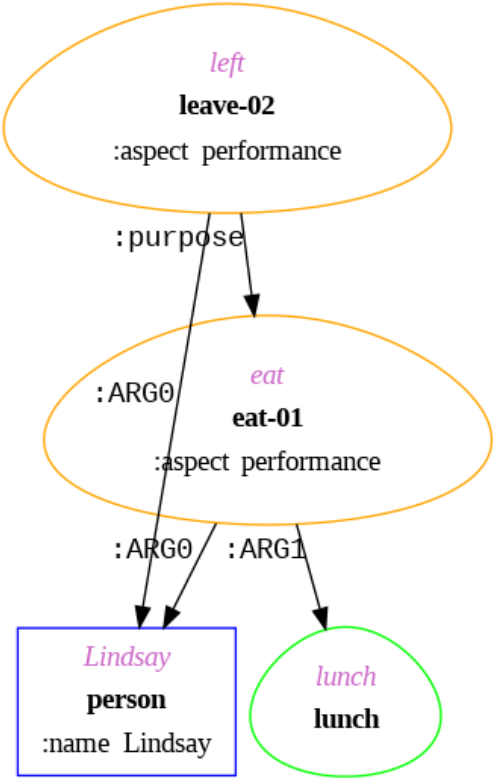 left
leave-02
:aspect performance
:purpose
eat
:ARG0
eat-01
:aspect performance
:ARG0 :ARG1
Lindsay
person
:name Lindsay
lunch
lunch